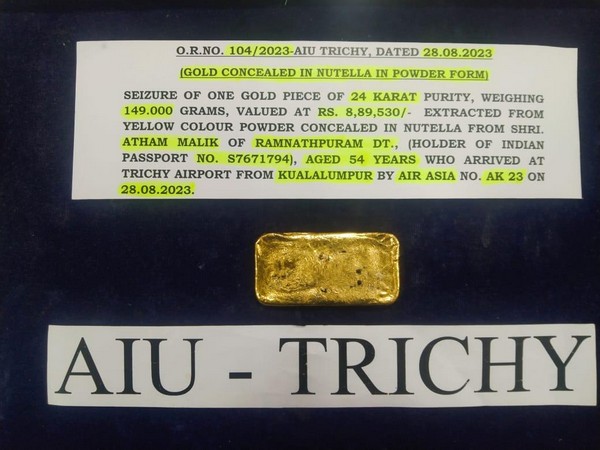 O.R.NO. 104/2023-AIU TRICHY, DATED 28.08.2023
(GOLD CONCEALED IN NUTELLA IN POWDER FORM)
SEIZURE OF ONE GOLD PIECE OF 24 KARAT PURITY, WEIGHING
149.000 GRAMS, VALUED AT RS. 8,89,530/- EXTRACTED FROM
YELLOW COLOUR POWDER CONCEALED IN NUTELLA FROM SHRI.
ATHAM MALIK OF RAMNATHPURAM DT., (HOLDER OF INDIAN
PASSPORT NO. S7671794), AGED 54 YEARS WHO ARRIVED AT
TRICHY AIRPORT FROM KUALALUMPUR BY AIR ASIA NO. AK 23 ON
28.08.2023.
AIU - TRICHY